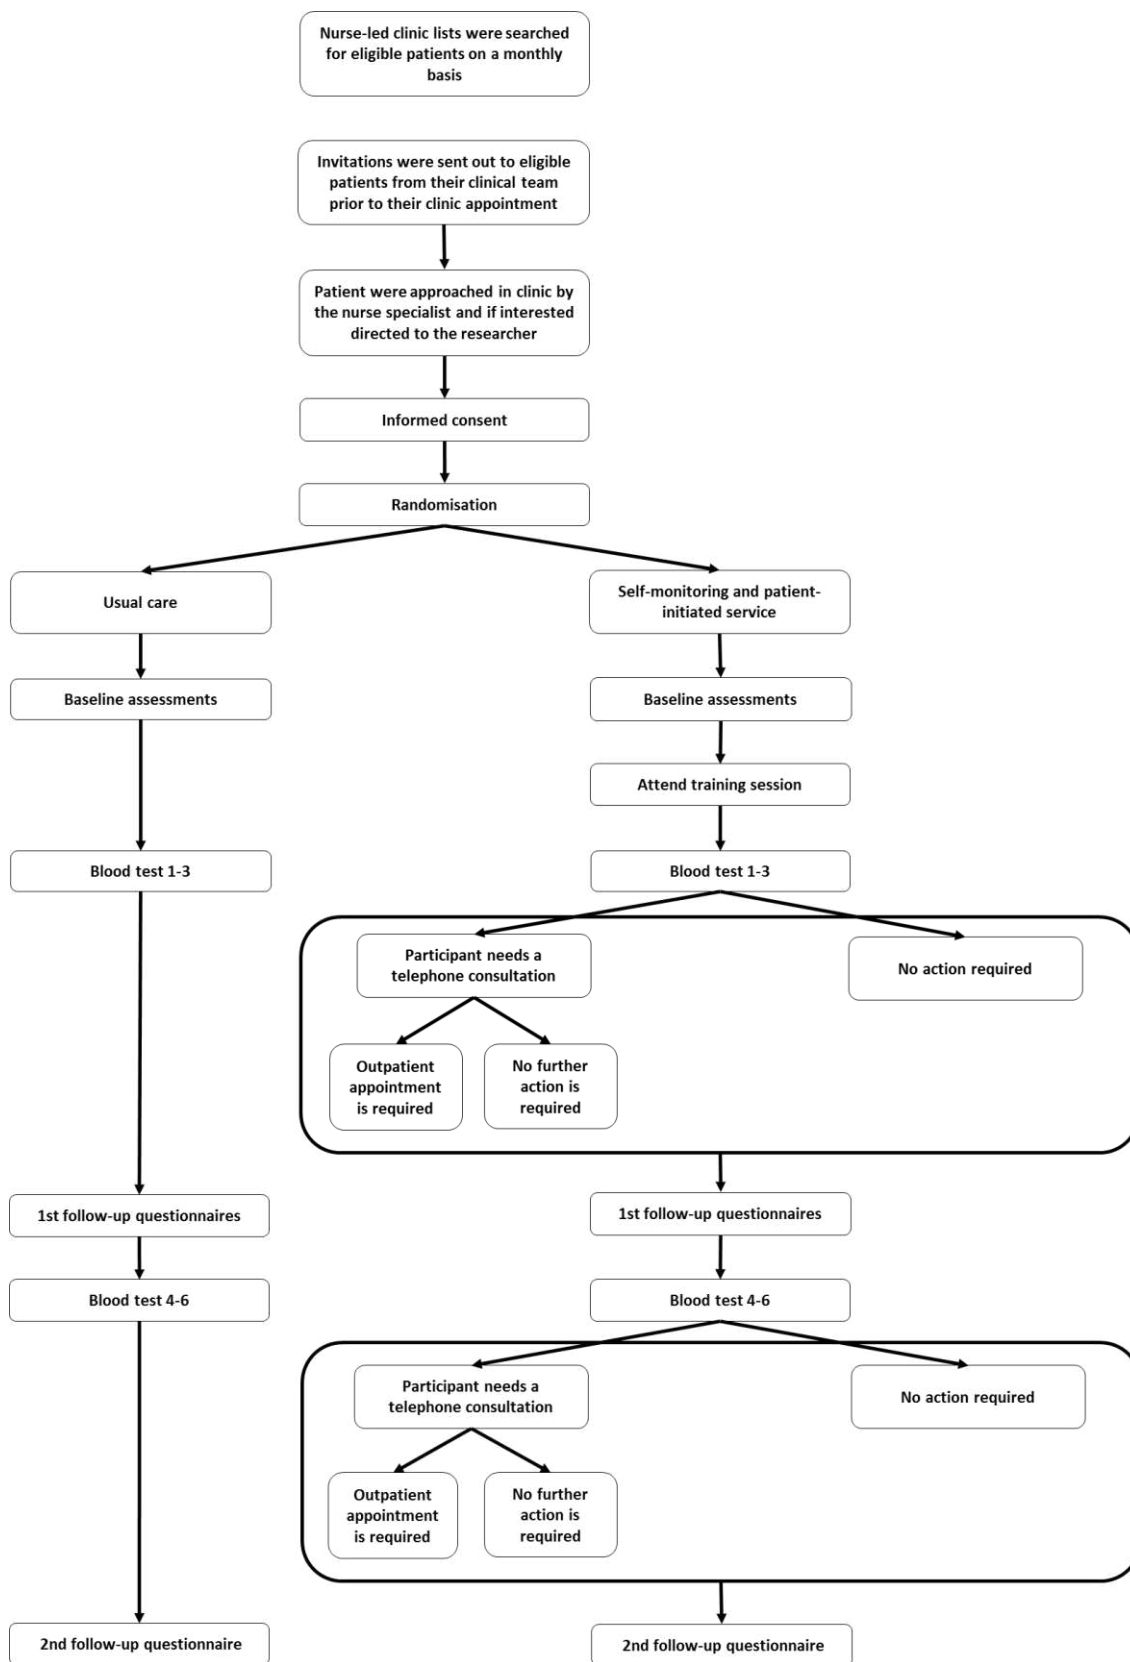 Nurse-led clinic lists were searched
for eligible patients on a monthly
basis
Invitations were sent out to eligible
patients from their clinical team
prior to their clinic appointment
Patient were approached in clinic by
the nurse specialist and if interested
directed to the researcher
Informed consent
Randomisation
Usual care
Self-monitoring and patient-
initiated service
Baseline assessments
Baseline assessments
Attend training session
Blood test 1-3
Blood test 1-3
Participant needs a
telephone consultation
No action required
Outpatient
appointment
is required
No further
action is
required
1st follow-up questionnaires
1st follow-up questionnaires
Blood test 4-6
Blood test 4-6
Participant needs a
telephone consultation
No action required
Outpatient
appointment
is required
No further
action is
required
2nd follow-up questionnaire
2nd follow-up questionnaire